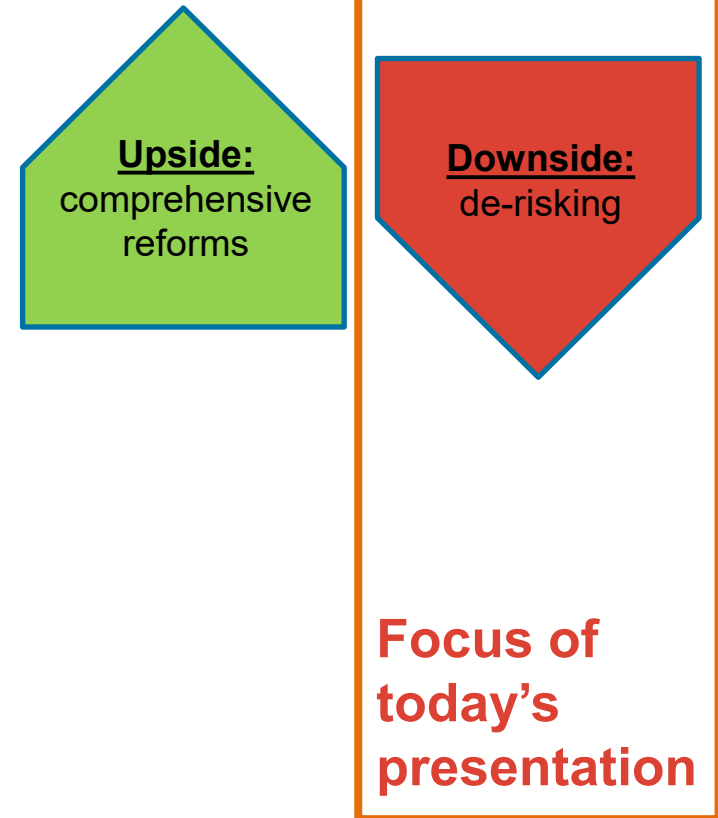 Upside:
comprehensive
reforms
Downside:
de-risking
Focus of
today’s
presentation